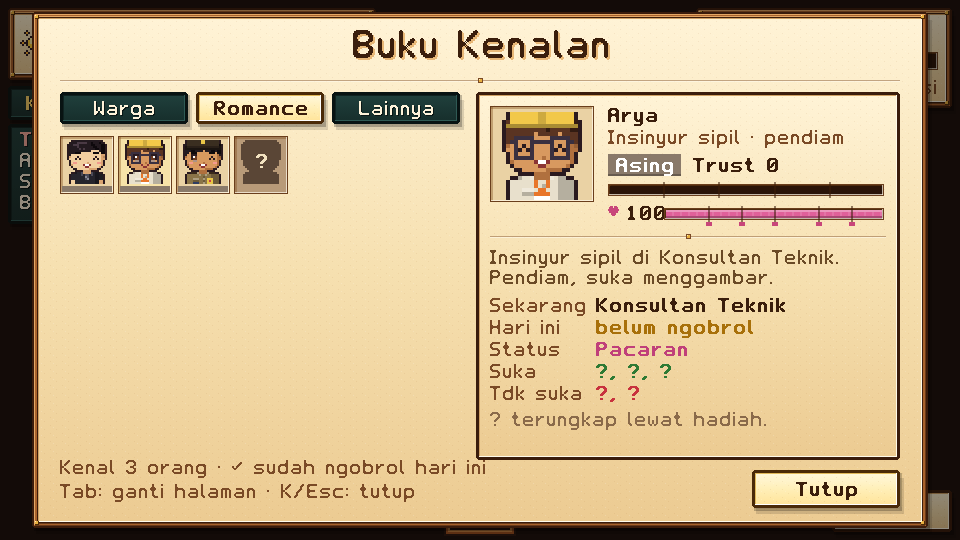 Buku Kenalan
Warga
Romance
Lainnya
?
Arya
Insinyur sipil · pendiam
Asing Trust 0
♥ 100
Insinyur sipil di Konsultan Teknik.
Pendiam, suka menggambar.
Sekarang Konsultan Teknik
Hari ini belum ngobrol
Status Pacaran
Suka ?, ?, ?
Tdk suka ?, ?
? terungkap lewat hadiah.
Kenal 3 orang · ✓ sudah ngobrol hari ini
Tab: ganti halaman · K/Esc: tutup
Tutup